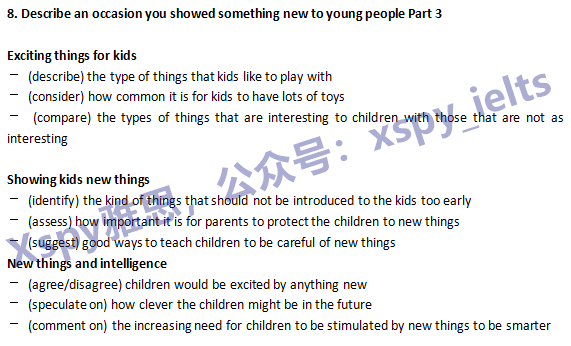 8. Describe an occasion you showed something new to young people Part 3
Exciting things for kids
– (describe) the type of things that kids like to play with
– (consider) how common it is for kids to have lots of toys
– (compare) the types of things that are interesting to children with those that are not as
interesting
Showing kids new things
– (identify) the kind of things that should not be introduced to the kids too early
– (assess) how important it is for parents to protect the children to new things
– (suggest) good ways to teach children to be careful of new things
New things and intelligence
– (agree/disagree) children would be excited by anything new
– (speculate on) how clever the children might be in the future
– (comment on) the increasing need for children to be stimulated by new things to be smarter
Xspy雅思，公众号：xspy_ielts